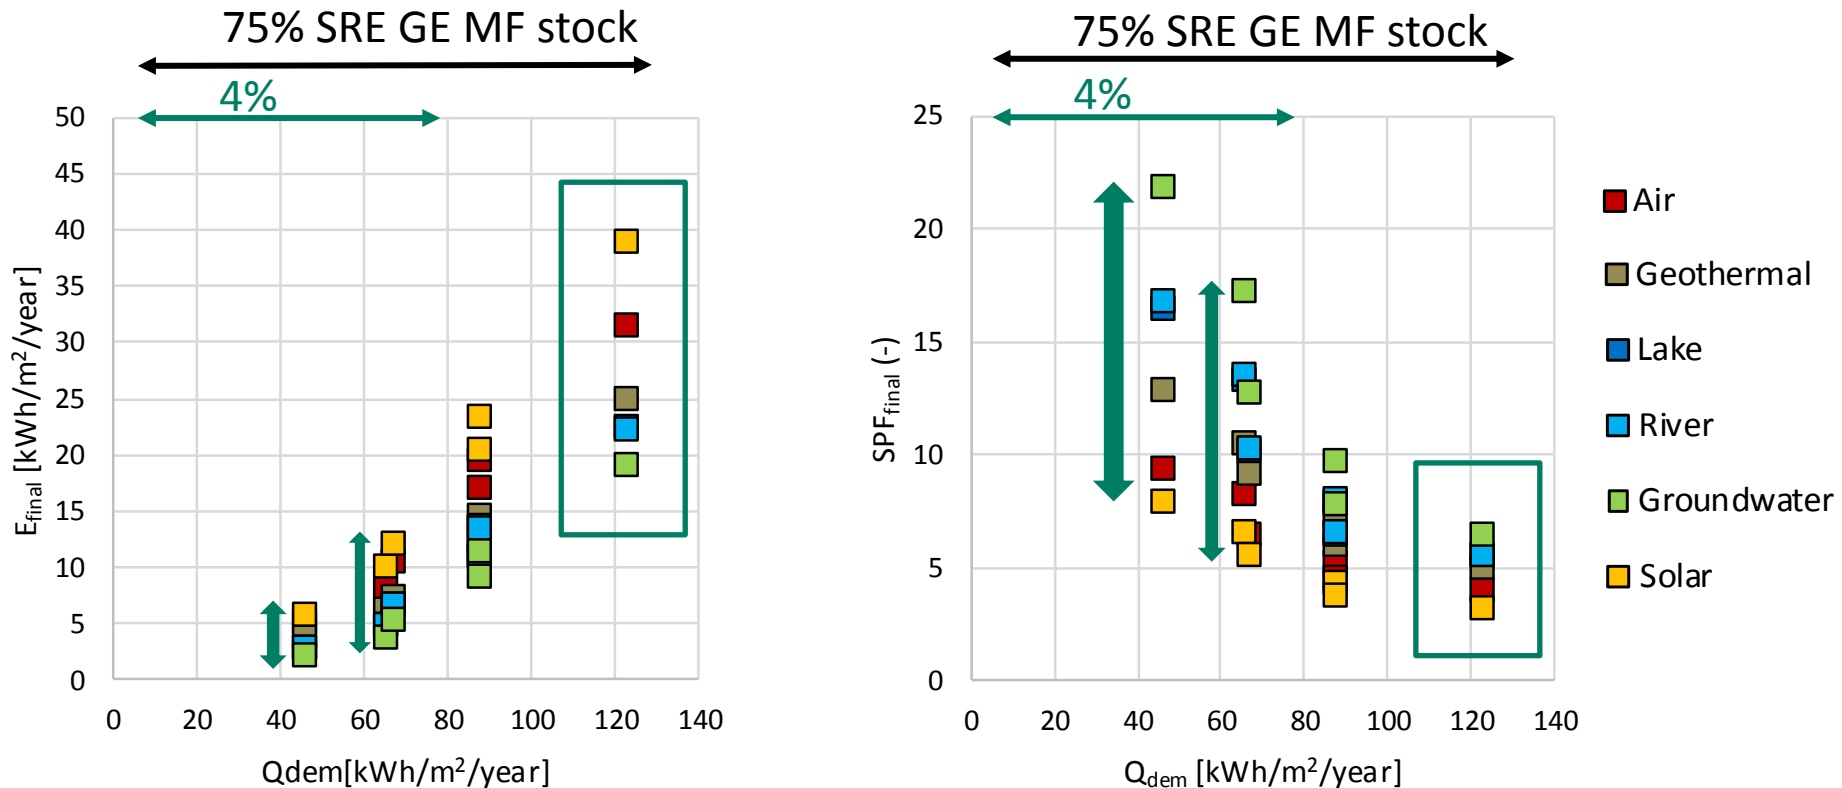 75% SRE GE MF stock
4%
50
45
40
35
30
25
20
15
10
5
0
E_final [kWh/m²/year]
0 20 40 60 80 100 120 140
Qdem[kWh/m²/year]
75% SRE GE MF stock
4%
25
20
15
10
5
0
SPF_final (-)
0 20 40 60 80 100 120 140
Q_dem [kWh/m²/year]
Air
Geothermal
Lake
River
Groundwater
Solar